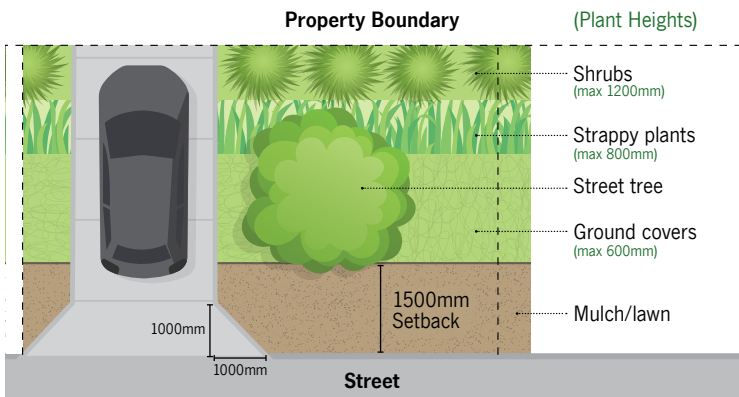 Property Boundary
(Plant Heights)
Shrubs
(max 1200mm)
Strappy plants
(max 800mm)
Street tree
Ground covers
(max 600mm)
1500mm
Setback
Mulch/lawn
1000mm
1000mm
Street